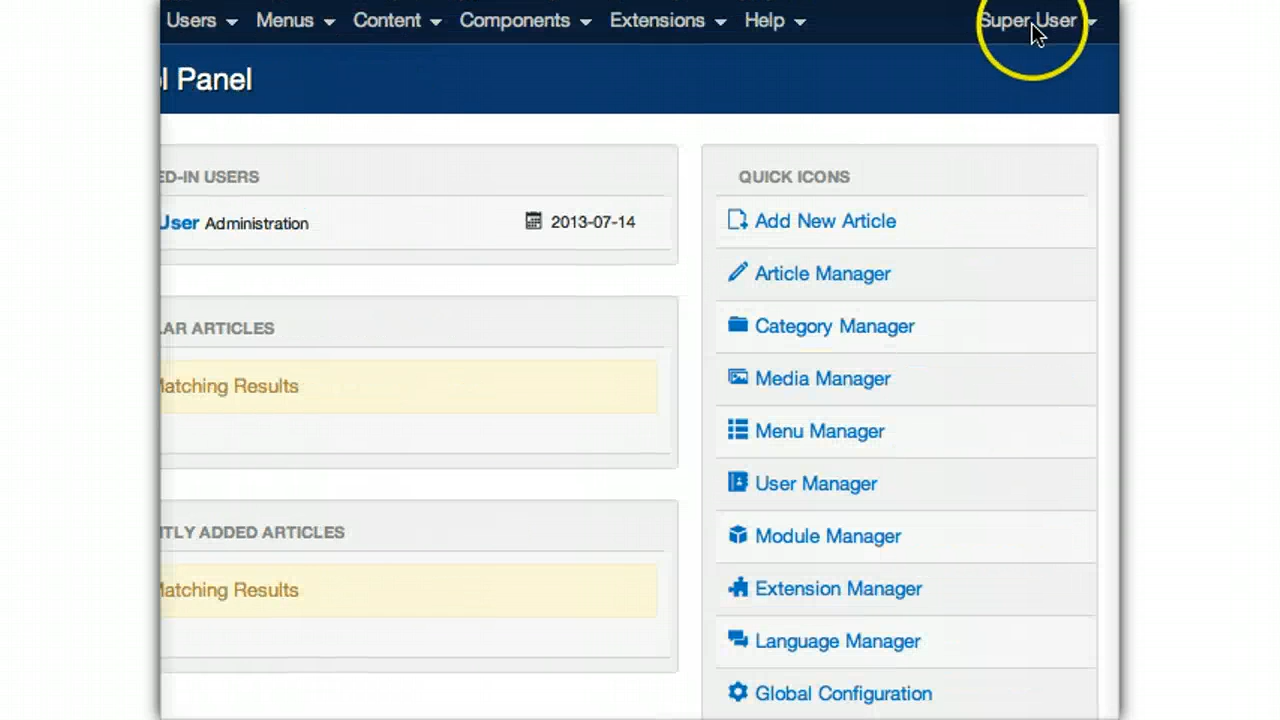 Users Menus Content Components Extensions Help Super User
l Panel
ED-IN USERS
User Administration 2013-07-14
LAR ARTICLES
Matching Results
TLY ADDED ARTICLES
Matching Results
QUICK ICONS
Add New Article
Article Manager
Category Manager
Media Manager
Menu Manager
User Manager
Module Manager
Extension Manager
Language Manager
Global Configuration